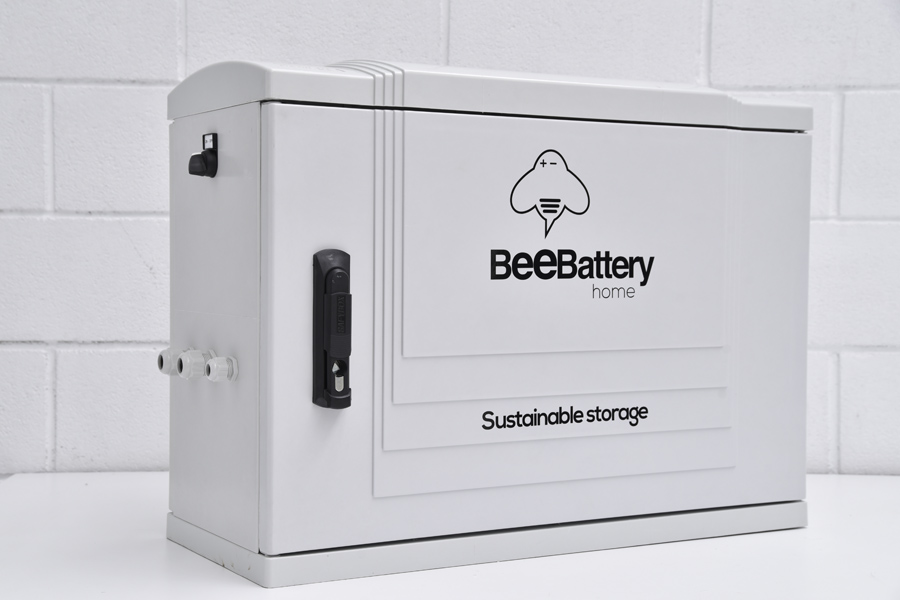 + -
BeeBattery
home
Sustainable storage